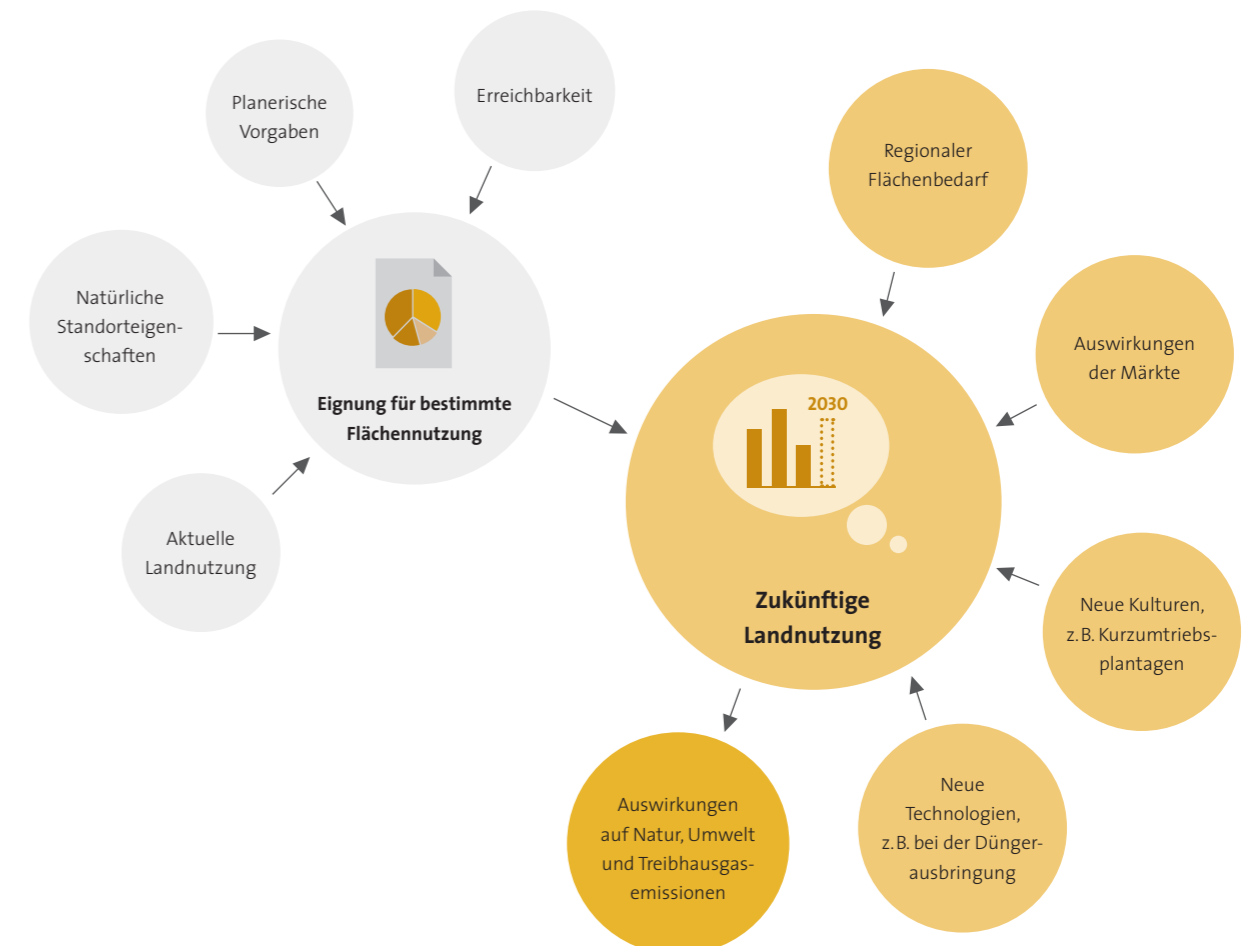 Planerische
Vorgaben
Erreichbarkeit
Regionaler
Flächenbedarf
Natürliche
Standorteigen-
schaften
Eignung für bestimmte
Flächennutzung
Auswirkungen
der Märkte
2030
Aktuelle
Landnutzung
Zukünftige
Landnutzung
Neue Kulturen,
z. B. Kurzumtriebs-
plantagen
Auswirkungen
auf Natur, Umwelt
und Treibhausgas-
emissionen
Neue
Technologien,
z. B. bei der Dünger-
ausbringung